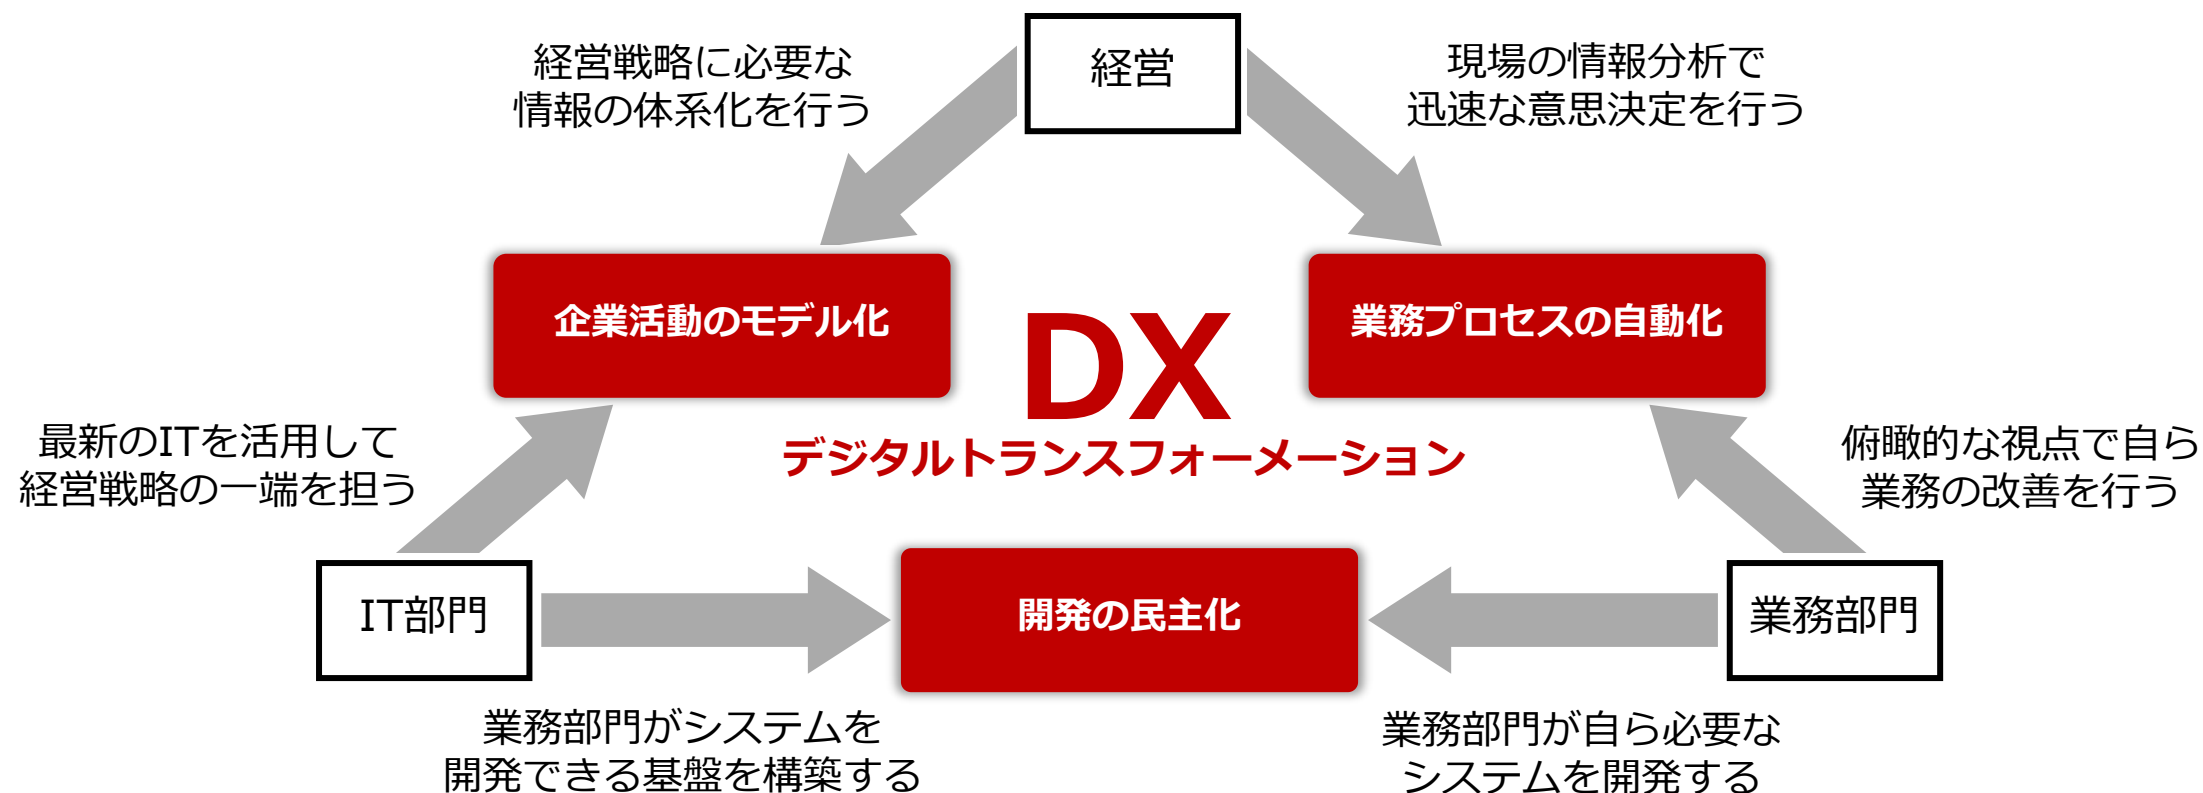 経営
経営戦略に必要な
情報の体系化を行う
現場の情報分析で
迅速な意思決定を行う
企業活動のモデル化
業務プロセスの自動化
DX
デジタルトランスフォーメーション
最新のITを活用して
経営戦略の一端を担う
俯瞰的な視点で自ら
業務の改善を行う
IT部門
開発の民主化
業務部門
業務部門がシステムを
開発できる基盤を構築する
業務部門が自ら必要な
システムを開発する